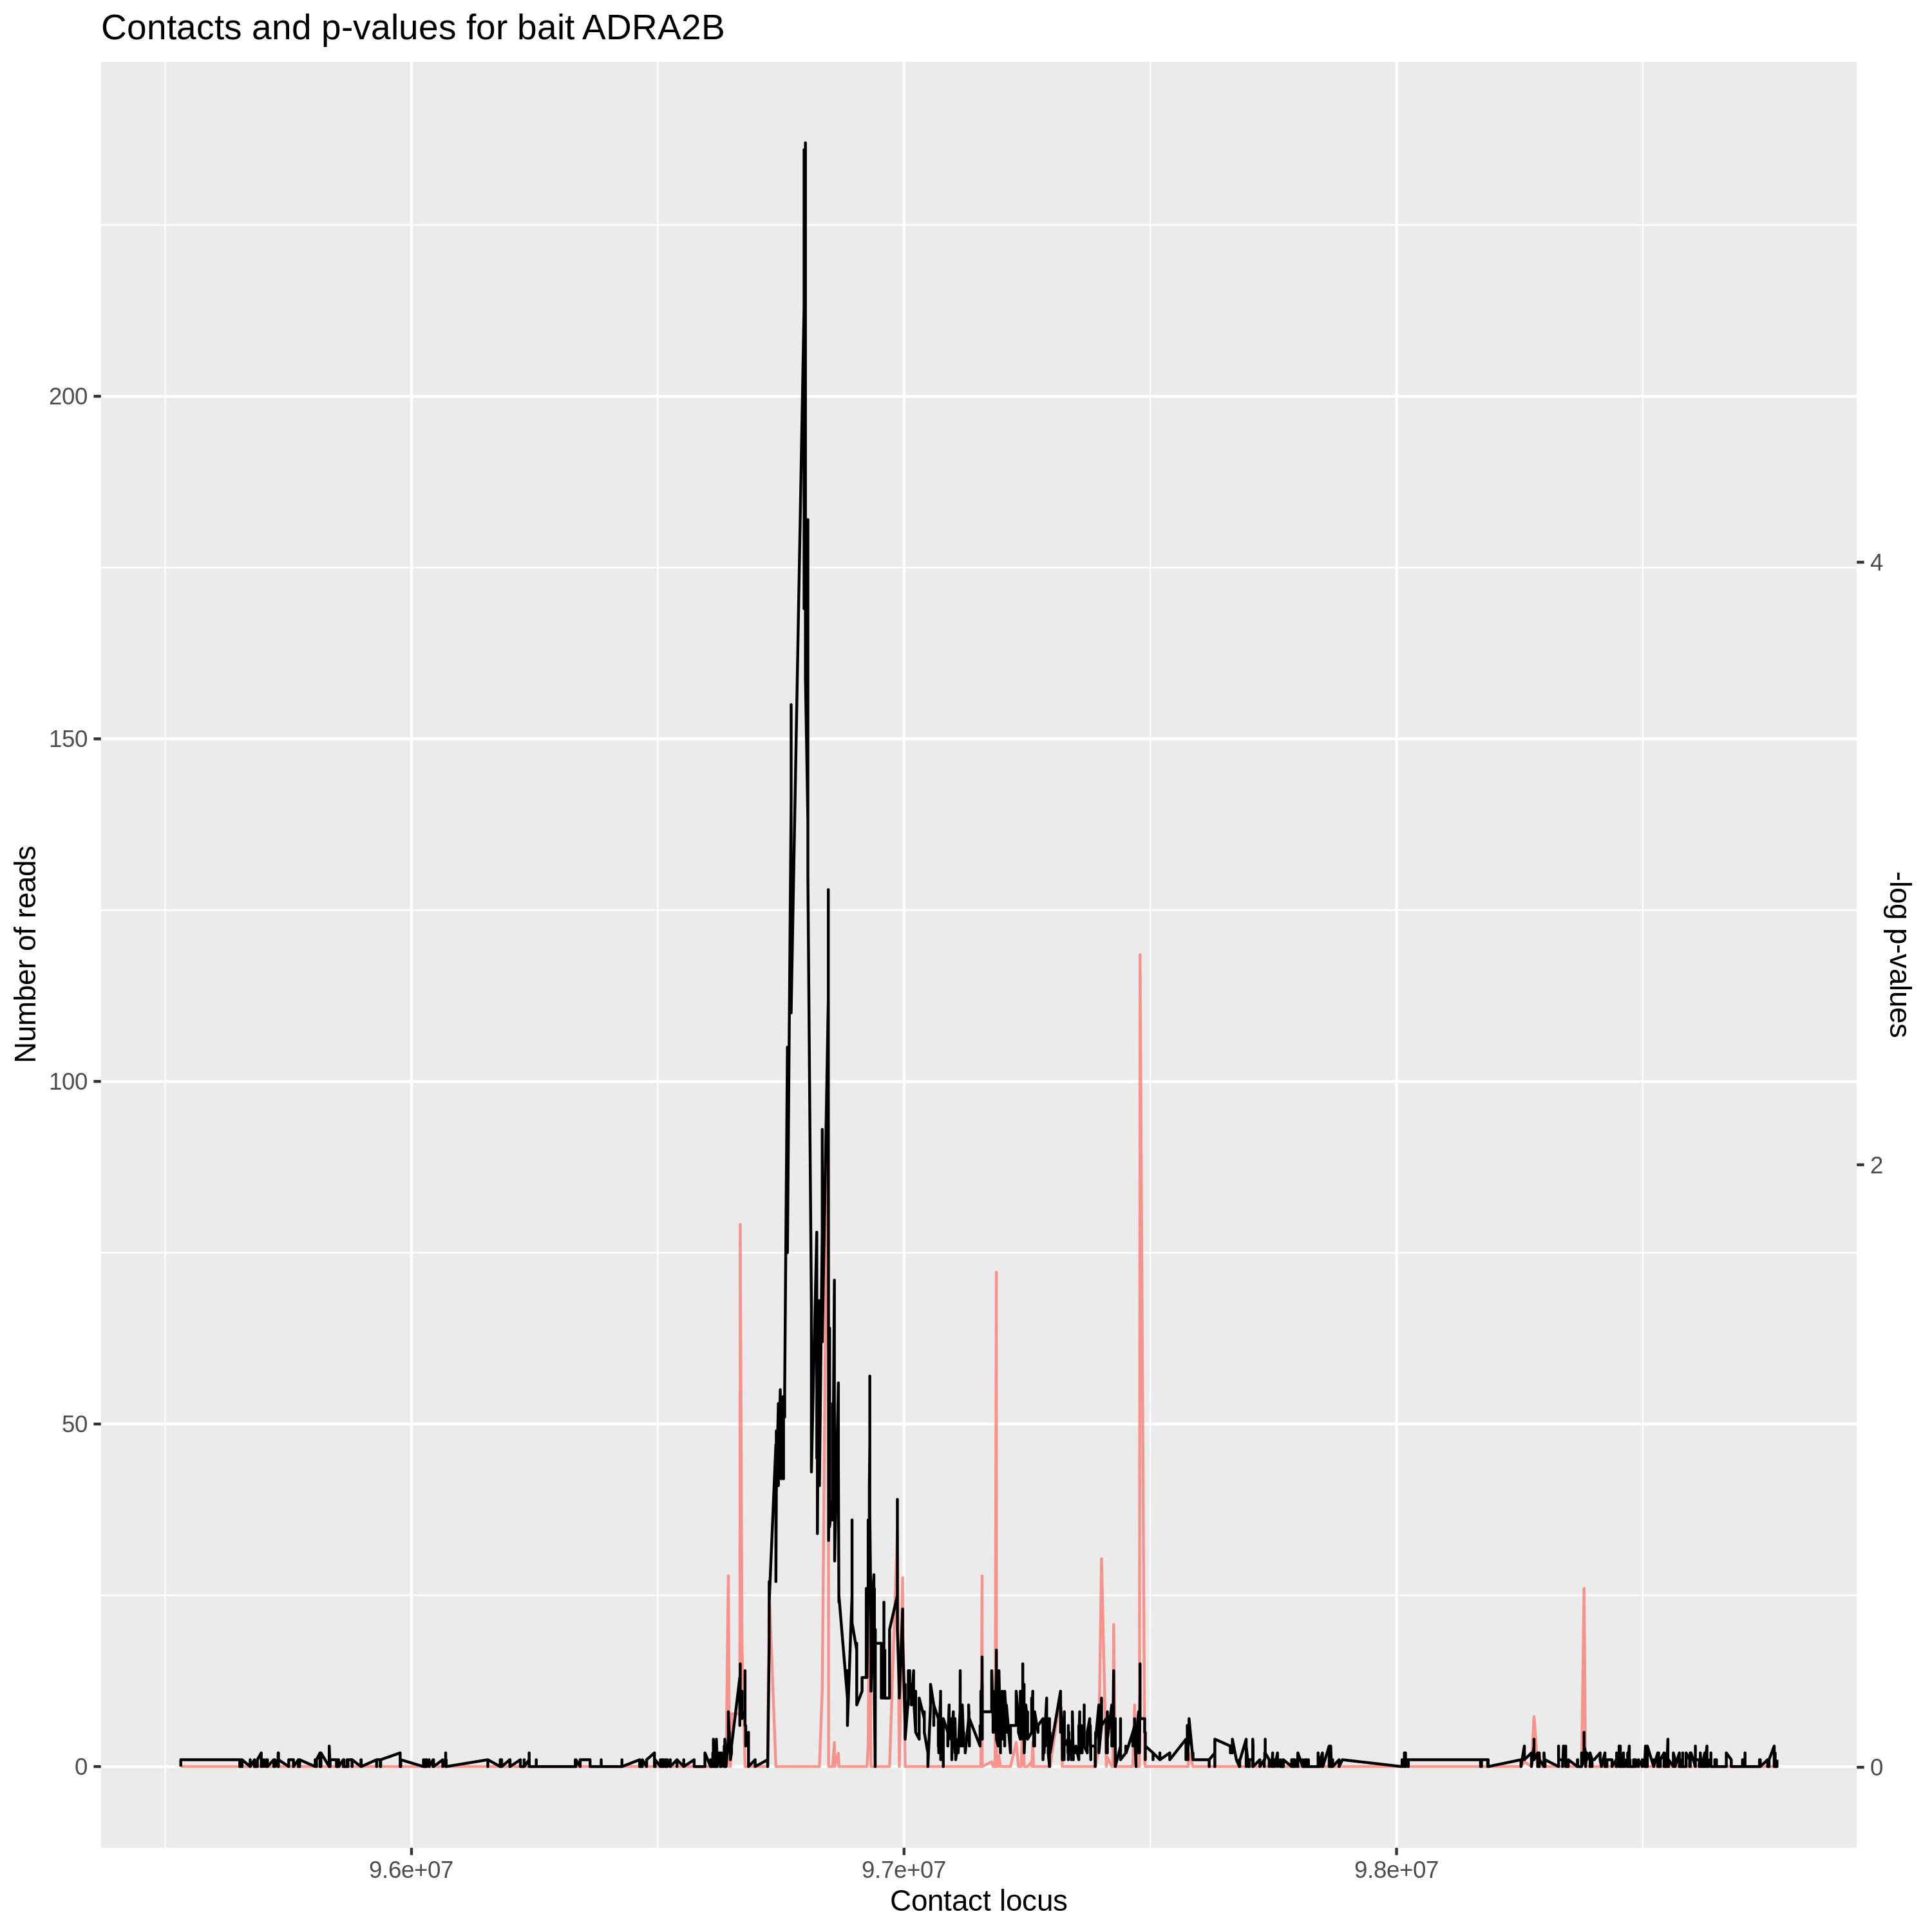 Contacts and p-values for bait ADRA2B
Number of reads
200
150
100
50
0
4
2
0
-log p-values
9.6e+07
9.7e+07
9.8e+07
Contact locus